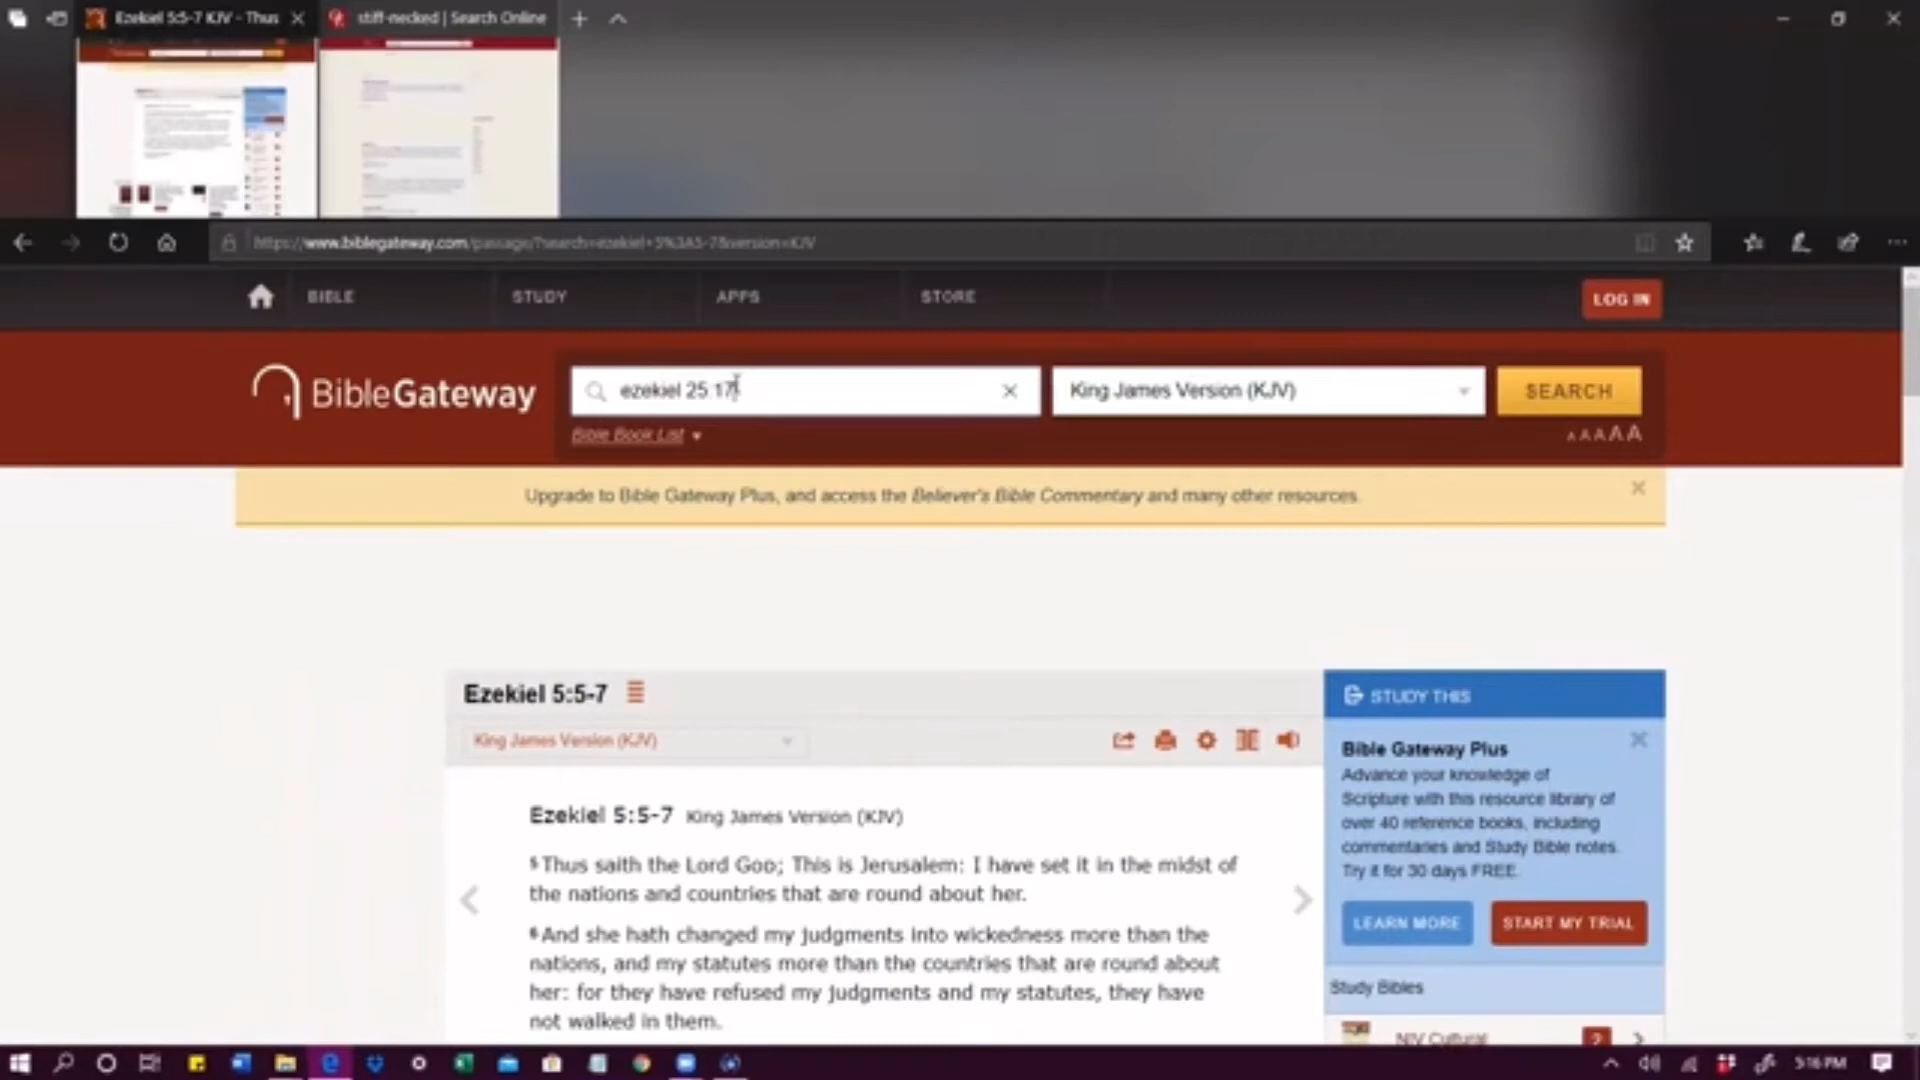 Ezekiel 5:5-7 KJV - Thus
stiff-necked | Search Online
https://www.biblegateway.com/passage/?search=ezekiel+5%3A5-7&version=KJV
BIBLE
STUDY
APPS
STORE
LOG IN
BibleGateway
ezekiel 25:17
King James Version (KJV)
SEARCH
Bible Book List
AAAAA
Upgrade to Bible Gateway Plus, and access the Believer's Bible Commentary and many other resources.
Ezekiel 5:5-7
King James Version (KJV)
Ezekiel 5:5-7 King James Version (KJV)
5 Thus saith the Lord GOD; This is Jerusalem: I have set it in the midst of
the nations and countries that are round about her.
6 And she hath changed my judgments into wickedness more than the
nations, and my statutes more than the countries that are round about
her: for they have refused my judgments and my statutes, they have
not walked in them.
STUDY THIS
Bible Gateway Plus
Advance your knowledge of
Scripture with this resource library of
over 40 reference books, including
commentaries and Study Bible notes.
Try it for 30 days FREE.
LEARN MORE
START MY TRIAL
Study Bibles
NIV Cultural
5:16 PM